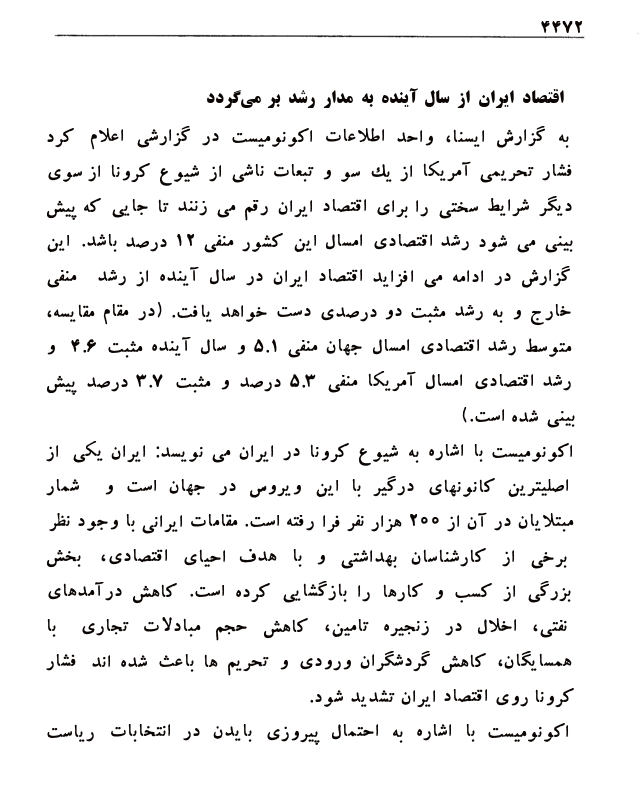 ۴۴۷۲
اقتصاد ایران از سال آینده به مدار رشد بر می‌گردد
به گزارش ایسنا، واحد اطلاعات اکونومیست در گزارشی اعلام کرد
فشار تحریمی آمریکا از یك سو و تبعات ناشی از شیوع کرونا از سوی
دیگر شرایط سختی را برای اقتصاد ایران رقم می زنند تا جایی که پیش
بینی می شود رشد اقتصادی امسال این کشور منفی ۱۲ درصد باشد. این
گزارش در ادامه می افزاید اقتصاد ایران در سال آینده از رشد منفی
خارج و به رشد مثبت دو درصدی دست خواهد یافت. (در مقام مقایسه،
متوسط رشد اقتصادی امسال جهان منفی ۵.۱ و سال آینده مثبت ۴.۶ و
رشد اقتصادی امسال آمریکا منفی ۵.۳ درصد و مثبت ۳.۷ درصد پیش
بینی شده است.)
اکونومیست با اشاره به شیوع کرونا در ایران می نویسد: ایران یکی از
اصلیترین کانونهای درگیر با این ویروس در جهان است و شمار
مبتلایان در آن از ۲۰۰ هزار نفر فرا رفته است. مقامات ایرانی با وجود نظر
برخی از کارشناسان بهداشتی و با هدف احیای اقتصادی، بخش
بزرگی از کسب و کارها را بازگشایی کرده است. کاهش درآمدهای
نفتی، اخلال در زنجیره تامین، کاهش حجم مبادلات تجاری با
همسایگان، کاهش گردشگران ورودی و تحریم ها باعث شده اند فشار
کرونا روی اقتصاد ایران تشدید شود.
اکونومیست با اشاره به احتمال پیروزی بایدن در انتخابات ریاست